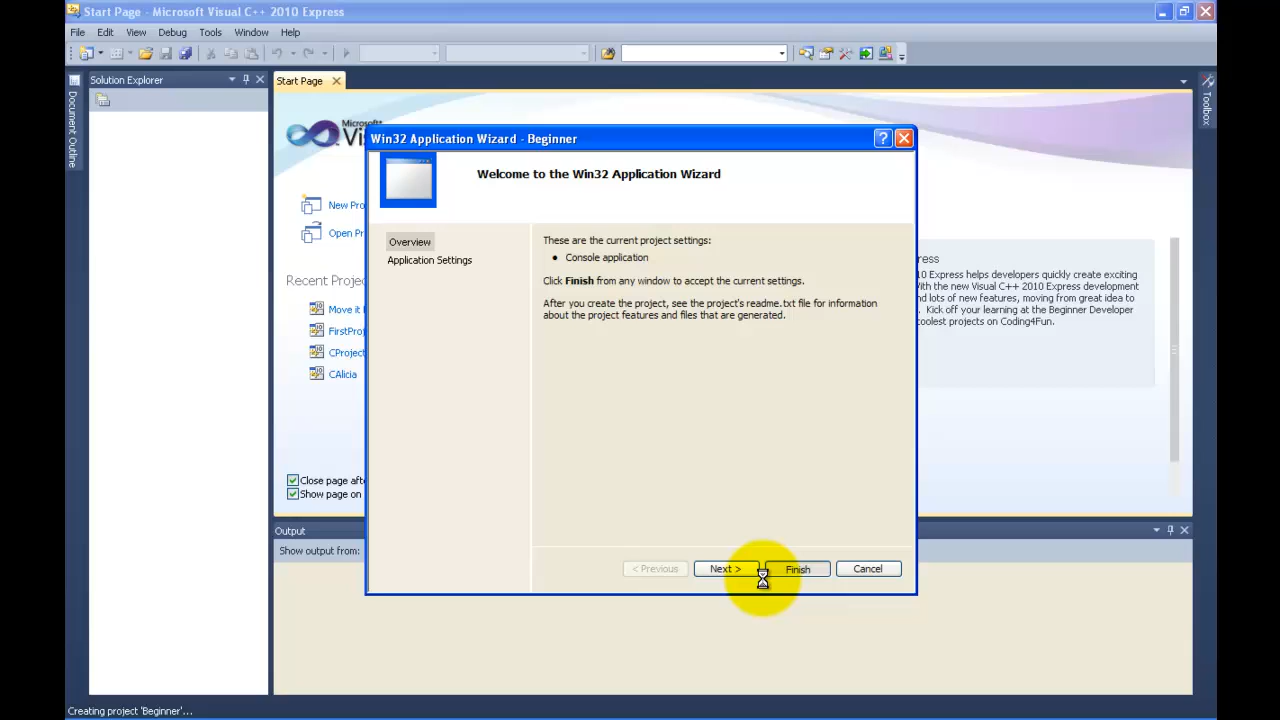 Start Page - Microsoft Visual C++ 2010 Express
File Edit View Debug Tools Window Help
Solution Explorer
Start Page
Document Outline
Toolbox
Microsoft
Vi
Win32 Application Wizard - Beginner
Welcome to the Win32 Application Wizard
New Pro
Open Pr
Overview
Application Settings
These are the current project settings:
• Console application
Click Finish from any window to accept the current settings.
After you create the project, see the project's readme.txt file for information
about the project features and files that are generated.
Recent Projec
Move it
FirstProj
CProject
CAlicia
ress
10 Express helps developers quickly create exciting
With the new Visual C++ 2010 Express development
and lots of new features, moving from great idea to
. Kick off your learning at the Beginner Developer
coolest projects on Coding4Fun.
Close page afte
Show page on
Output
Show output from:
< Previous Next > Finish Cancel
Creating project 'Beginner'...